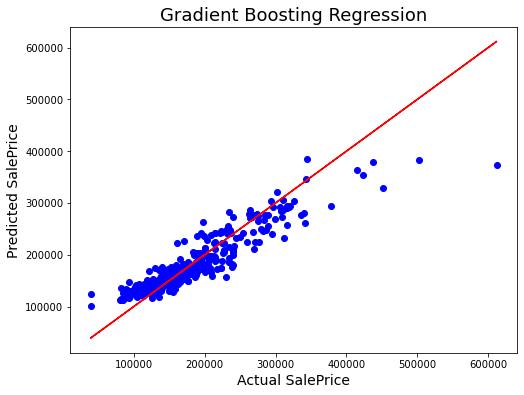 Gradient Boosting Regression
600000
500000
400000
300000
200000
100000
Predicted SalePrice
100000 200000 300000 400000 500000 600000
Actual SalePrice